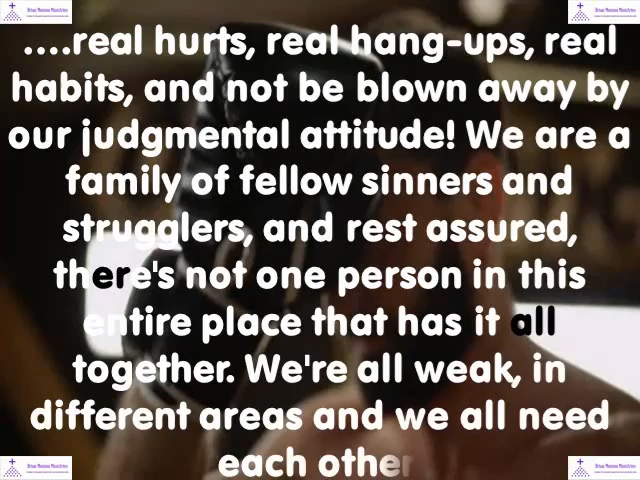 ....real hurts, real hang-ups, real
habits, and not be blown away by
our judgmental attitude! We are a
family of fellow sinners and
strugglers, and rest assured,
there's not one person in this
entire place that has it all
together. We're all weak, in
different areas and we all need
each other